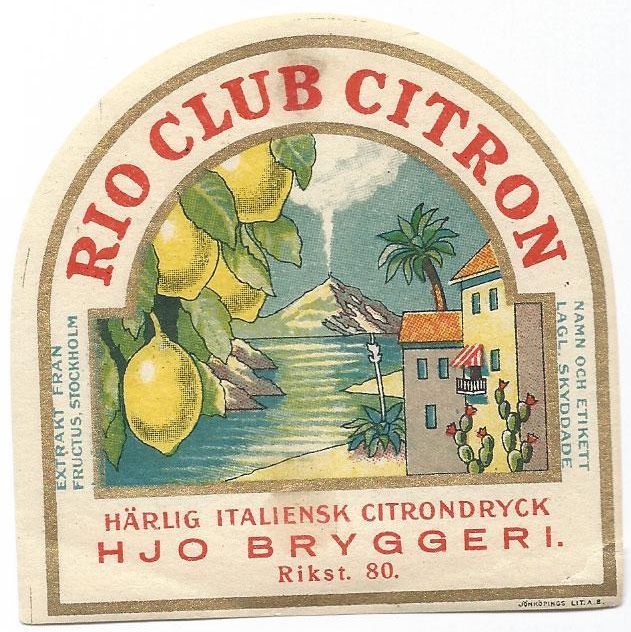 RIO CLUB CITRON
EXTRAKT FRÅN
FRUCTUS, STOCKHOLM
NAMN OCH ETIKETT
LAGL. SKYDDADE
HÄRLIG ITALIENSK CITRONDRYCK
HJO BRYGGERI.
Rikst. 80.
JÖNKÖPINGS LIT. A.B.